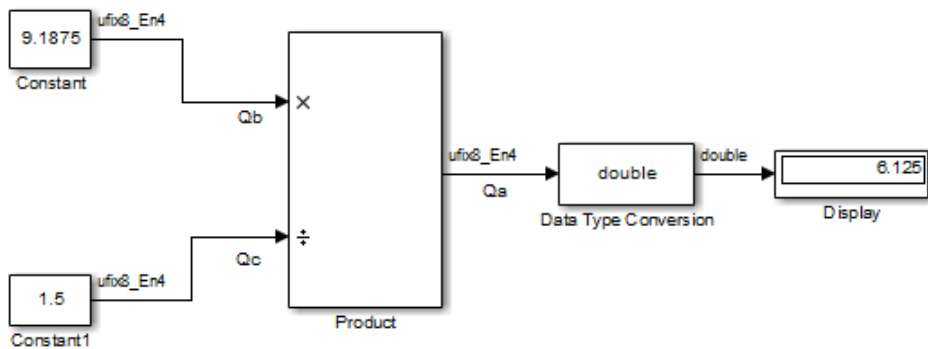 ufix8_En4
9.1875
Constant
Qb
×
ufix8_En4
Qa
double
Data Type Conversion
double
6.125
Display
÷
Qc
ufix8_En4
1.5
Constant1
Product